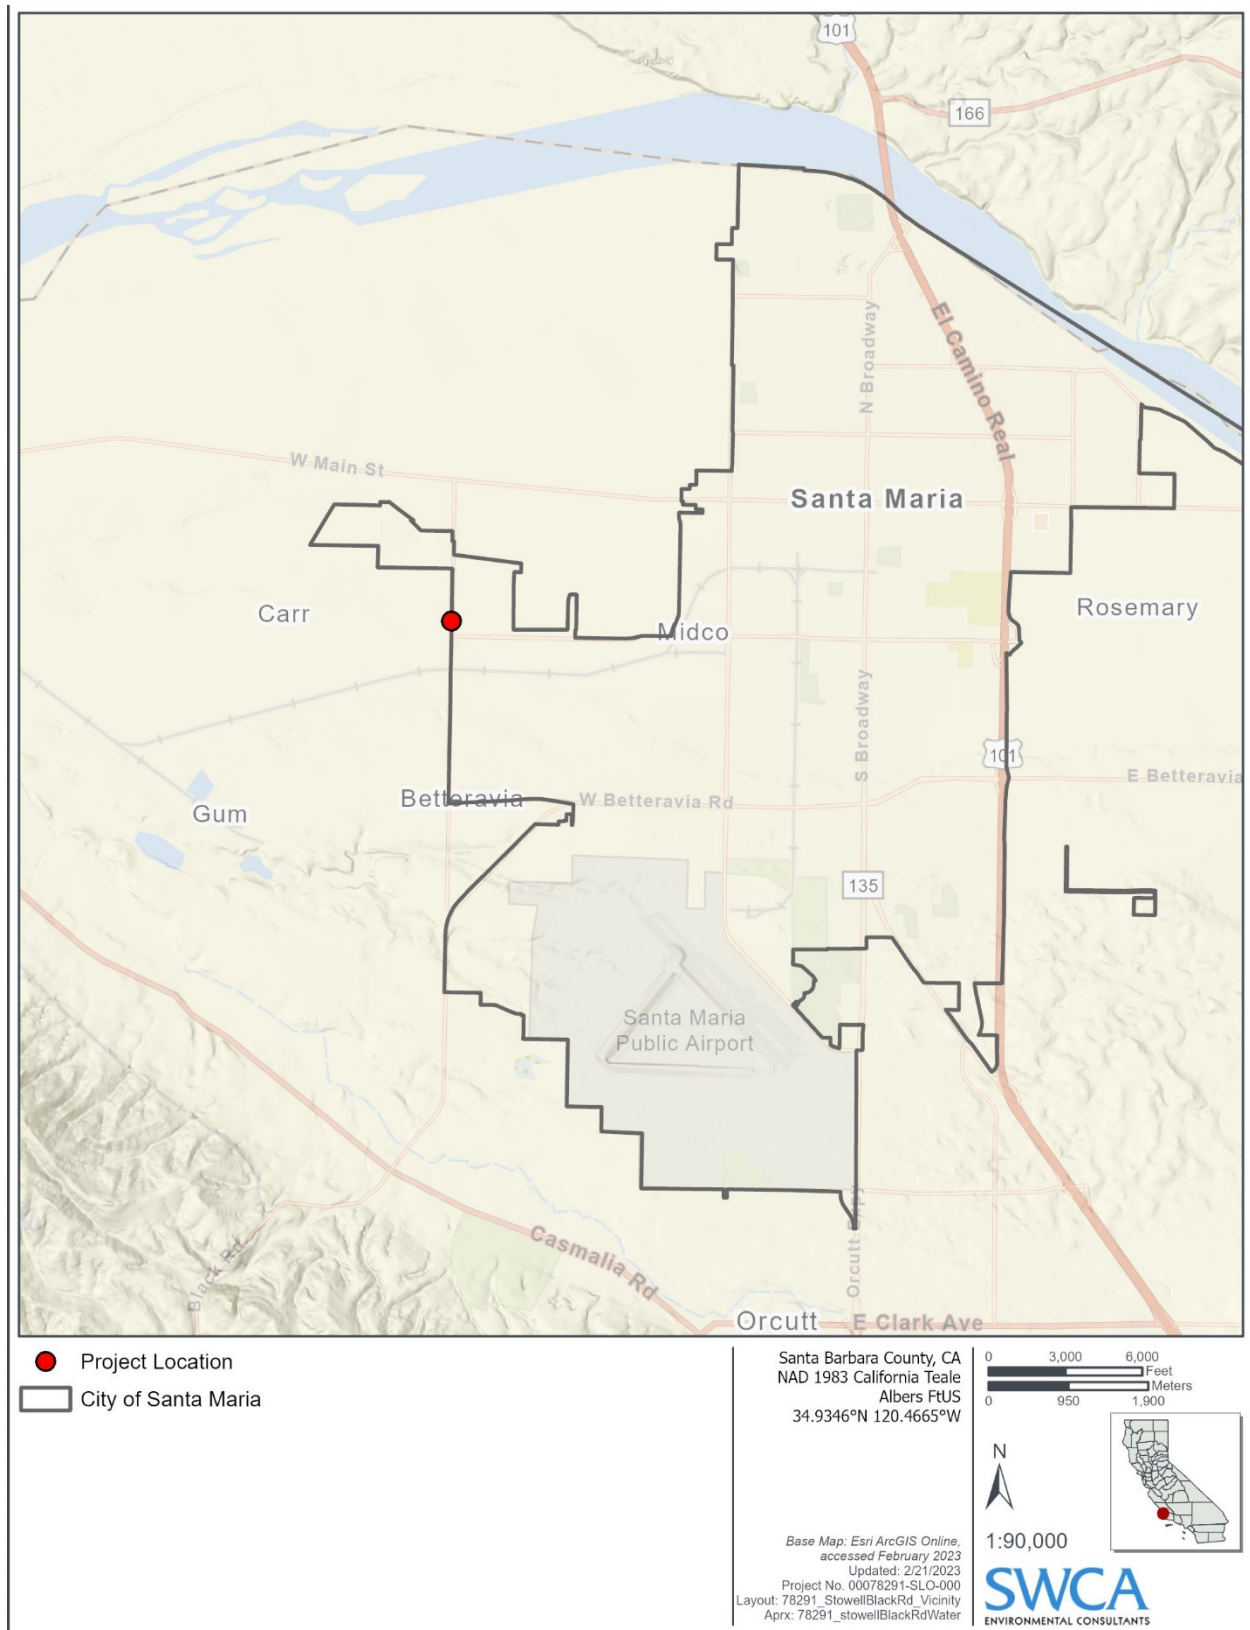 101
166
N Broadway
El Camino Real
W Main St
Santa Maria
Carr
Midco
Rosemary
S Broadway
101
E Betteravia
Betteravia
W Betteravia Rd
Gum
135
Santa Maria
Public Airport
Black Rd
Casmalia Rd
Orcutt Expy
Orcutt
E Clark Ave
Project Location
City of Santa Maria
Santa Barbara County, CA
NAD 1983 California Teale
Albers FtUS
34.9346°N 120.4665°W
0 3,000 6,000
Feet
Meters
0 950 1,900
N
1:90,000
Base Map: Esri ArcGIS Online,
accessed February 2023
Updated: 2/21/2023
Project No. 00078291-SLO-000
Layout: 78291_StowellBlackRd_Vicinity
Aprx: 78291_stowellBlackRdWater
SWCA
ENVIRONMENTAL CONSULTANTS